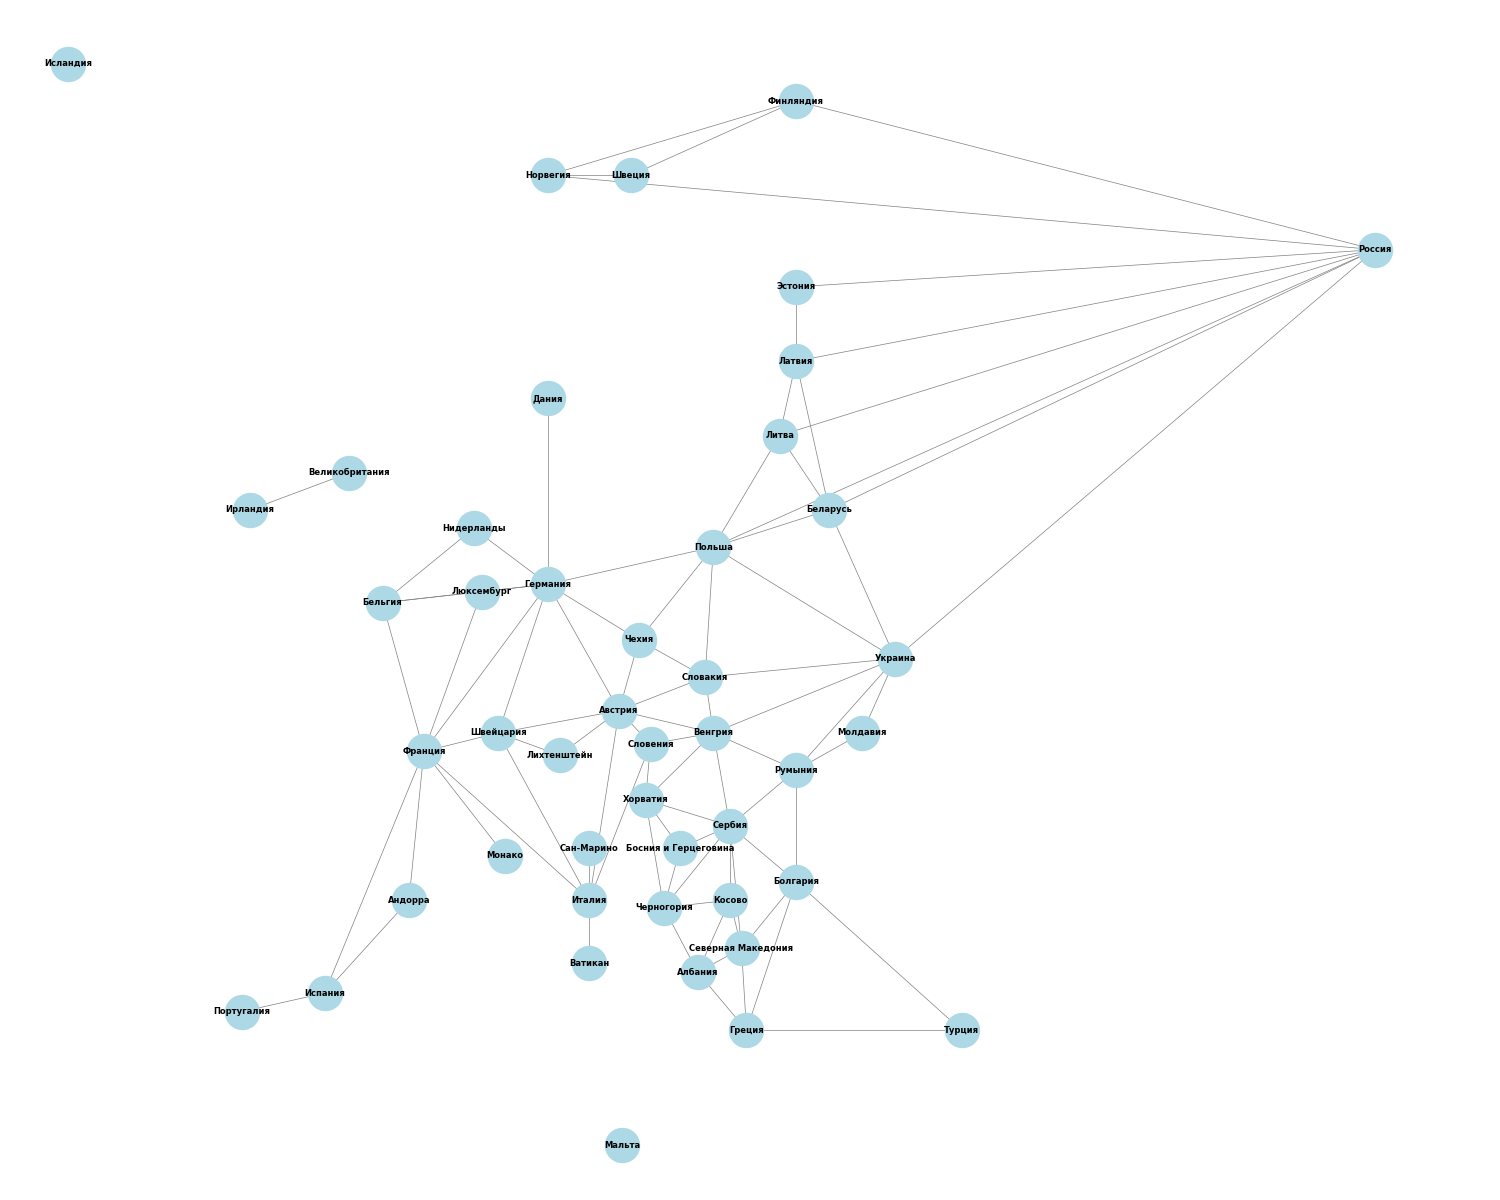 Исландия
Финляндия
Норвегия
Швеция
Россия
Эстония
Латвия
Дания
Литва
Великобритания
Ирландия
Беларусь
Нидерланды
Польша
Германия
Люксембург
Бельгия
Чехия
Украина
Словакия
Австрия
Швейцария
Венгрия
Молдавия
Словения
Франция
Лихтенштейн
Румыния
Хорватия
Сербия
Сан-Марино
Босния и Герцеговина
Монако
Болгария
Андорра
Италия
Косово
Черногория
Северная Македония
Ватикан
Албания
Испания
Португалия
Греция
Турция
Мальта